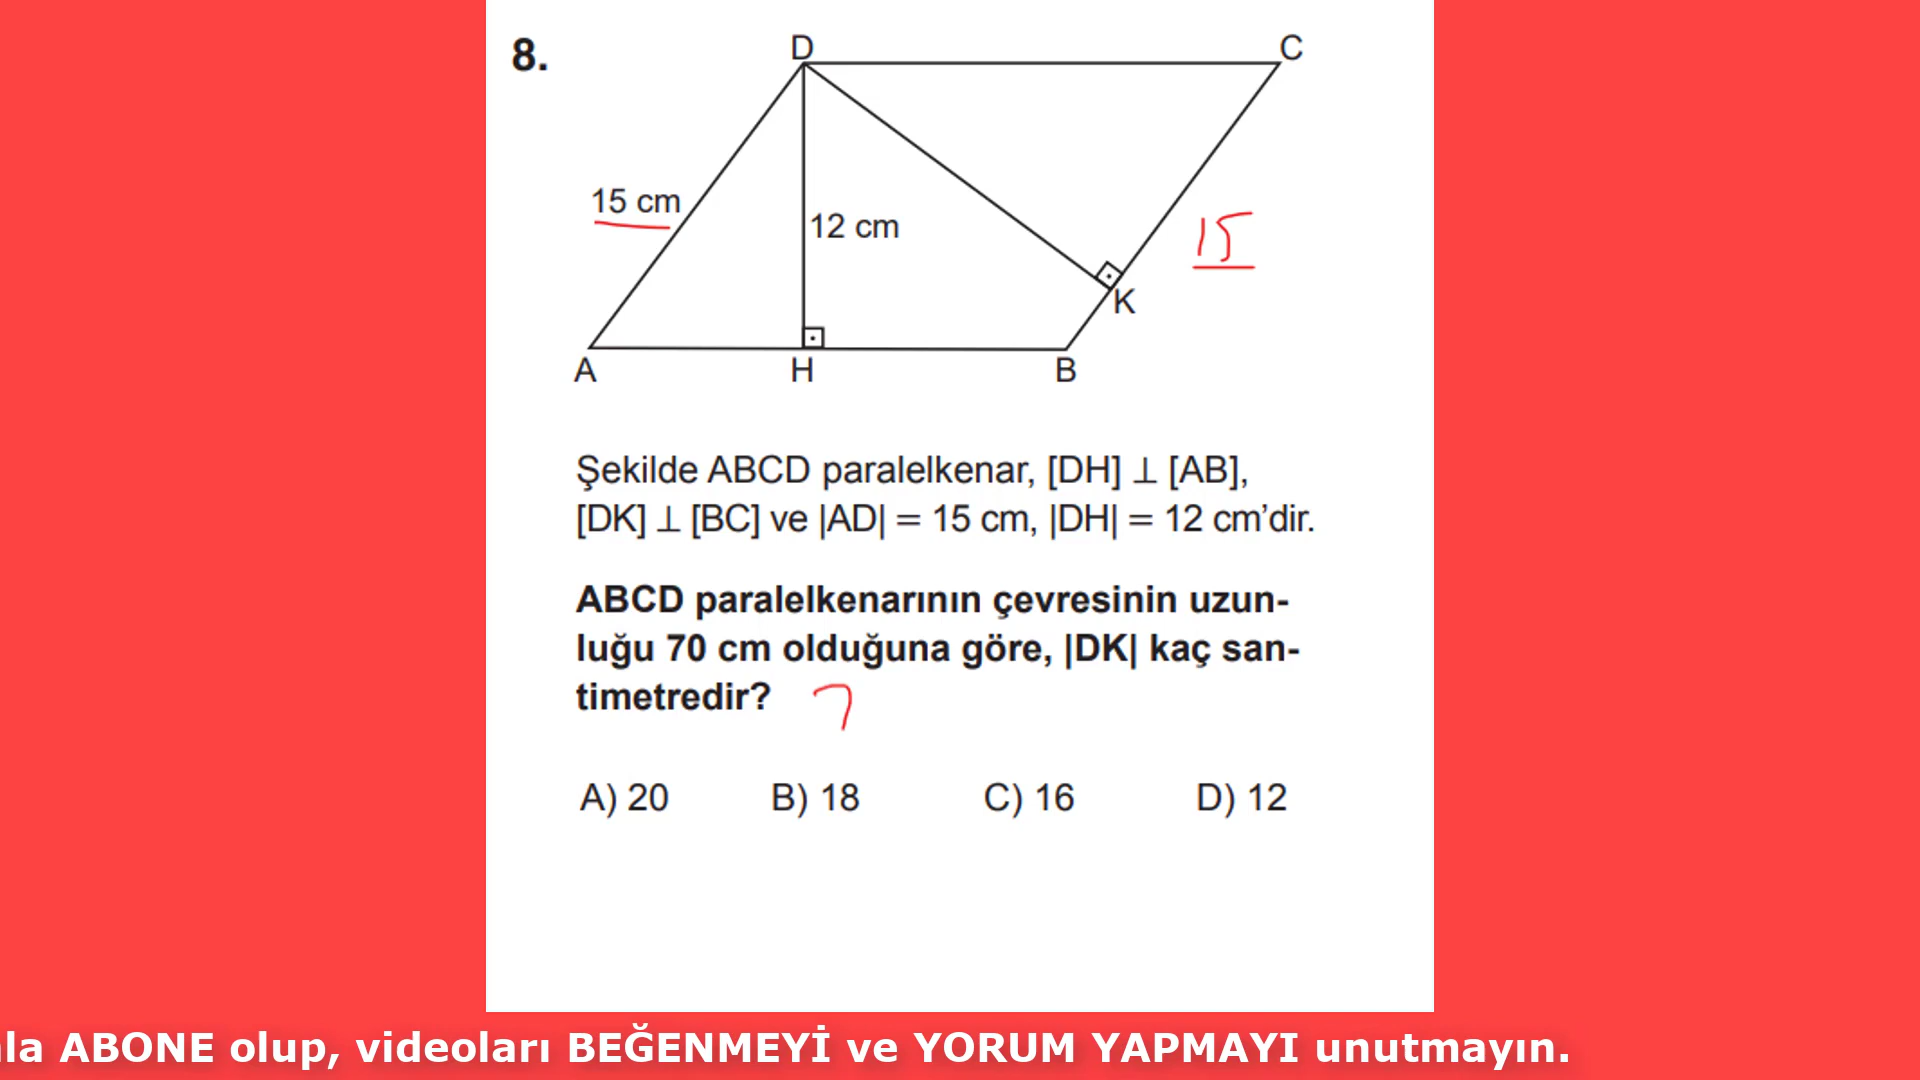 8.
D
C
15 cm
12 cm
15
K
A
H
B
Şekilde ABCD paralelkenar, [DH] ⊥ [AB],
[DK] ⊥ [BC] ve |AD| = 15 cm, |DH| = 12 cm’dir.
ABCD paralelkenarının çevresinin uzun-
luğu 70 cm olduğuna göre, |DK| kaç san-
timetredir?
A) 20 B) 18 C) 16 D) 12
ABONE olup, videoları BEĞENMEYİ ve YORUM YAPMAYI unutmayın.